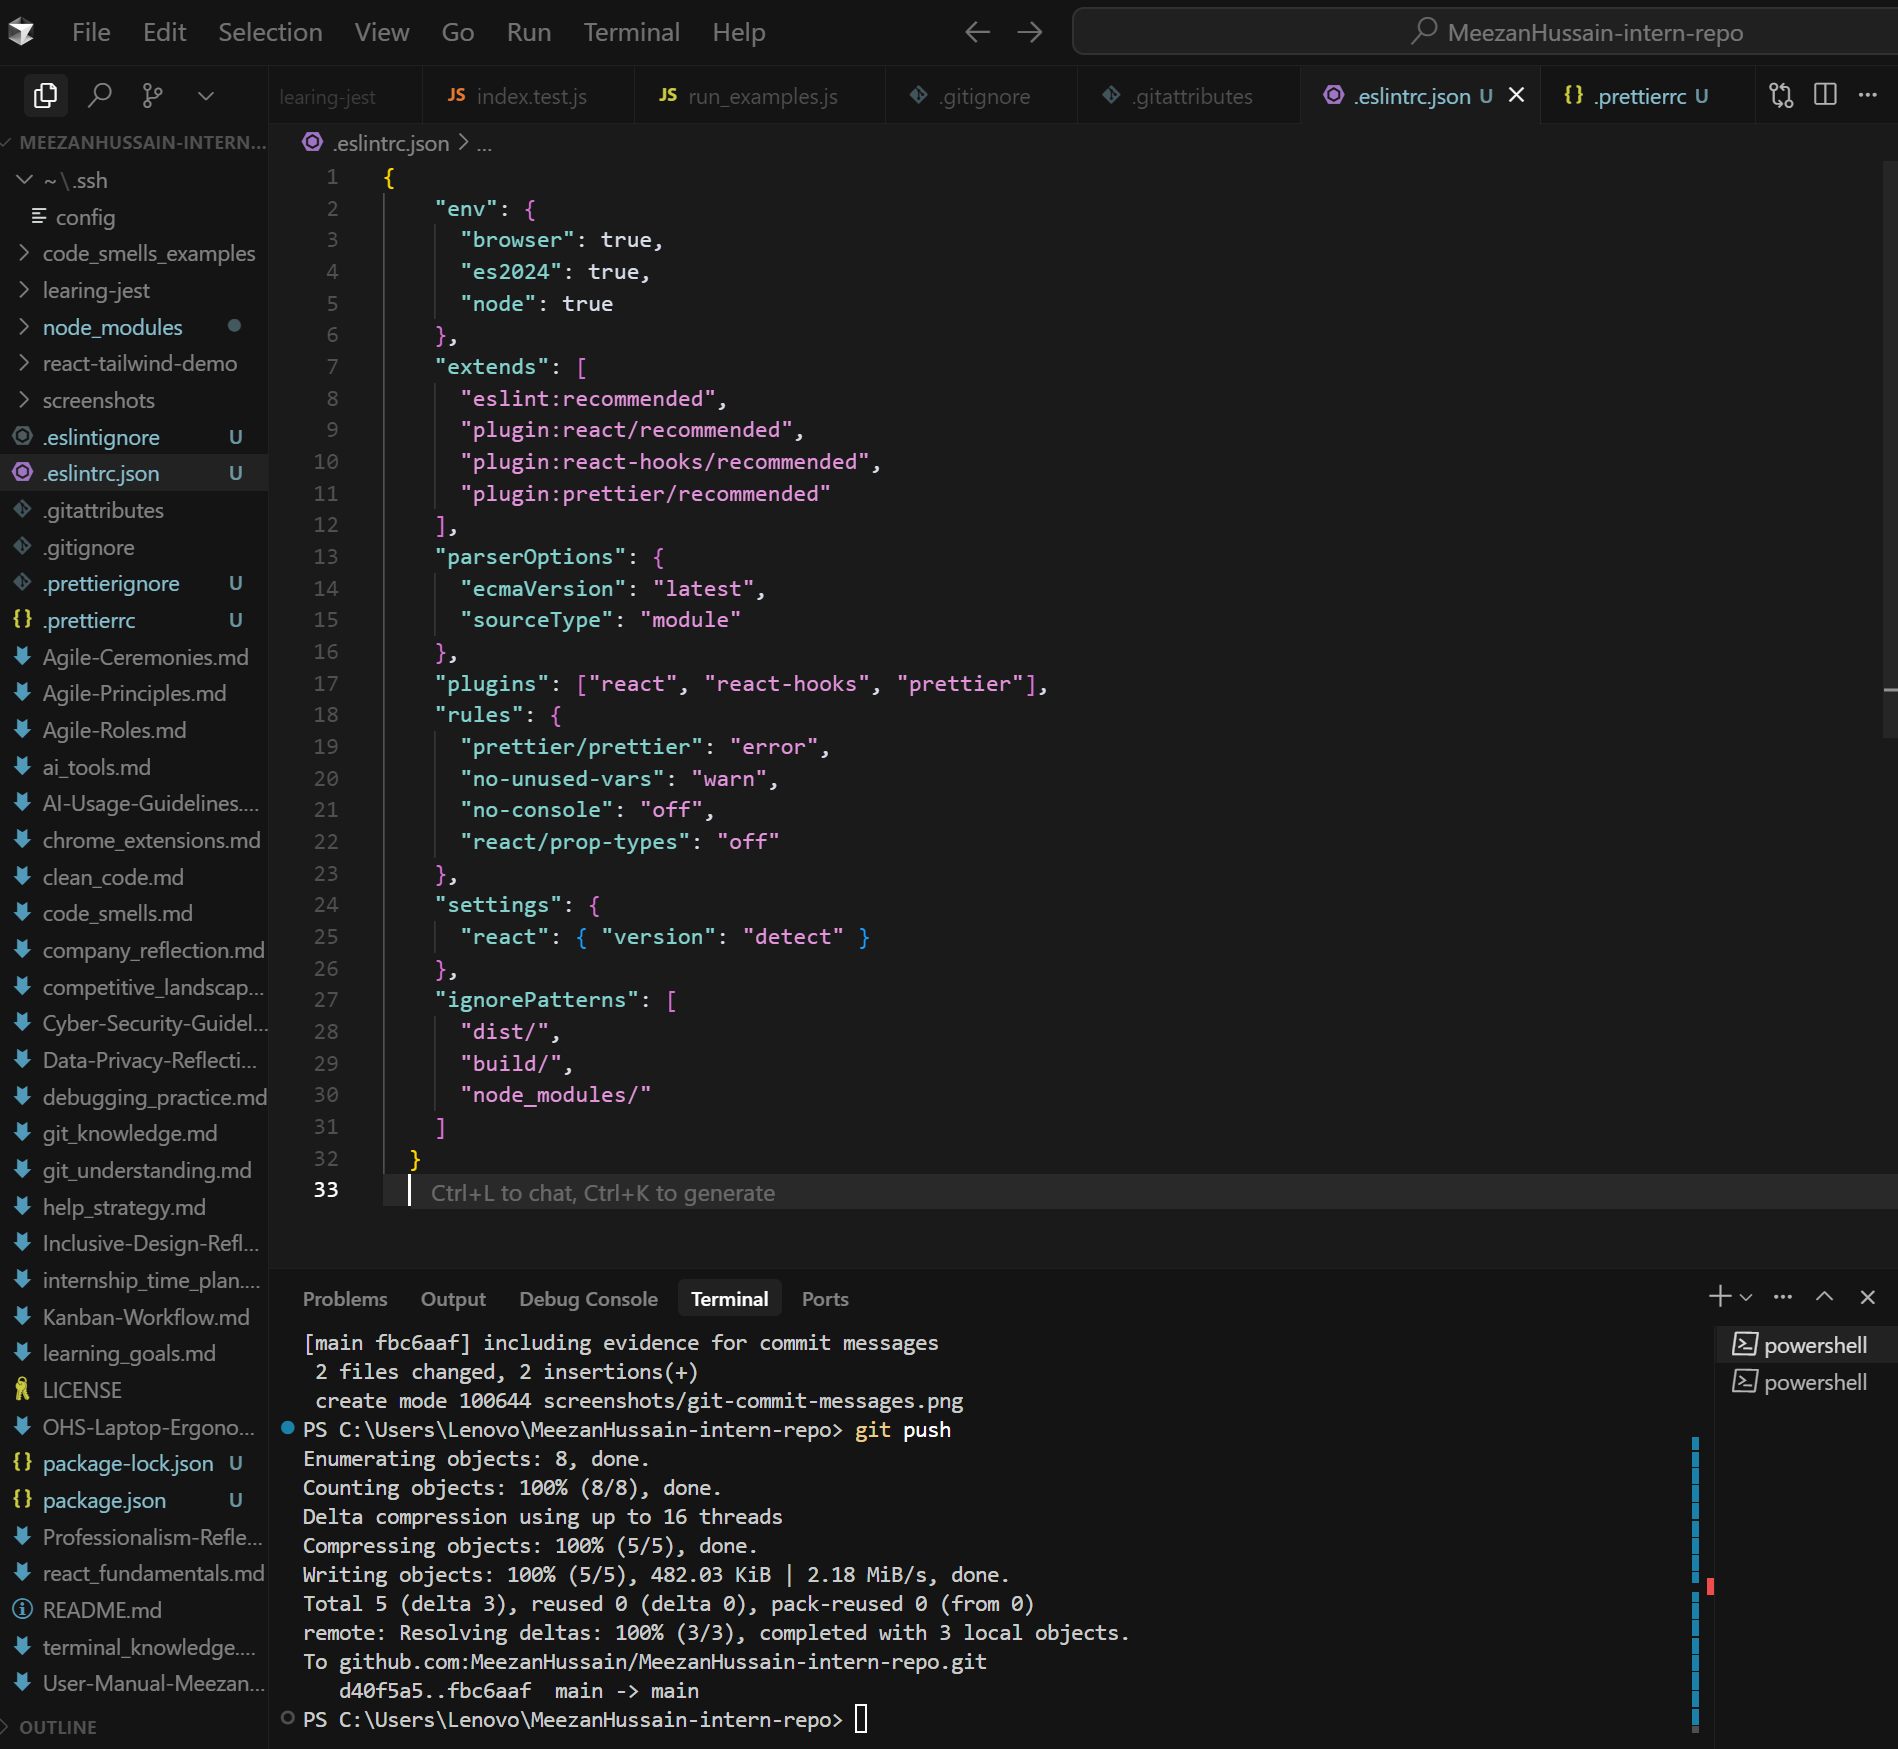 File Edit Selection View Go Run Terminal Help
MeezanHussain-intern-repo
learing-jest
JS index.test.js
JS run_examples.js
.gitignore
.gitattributes
.eslintrc.json U
{} .prettierrc U
MEEZANHUSSAIN-INTERN...
~\.ssh
config
code_smells_examples
learing-jest
node_modules
react-tailwind-demo
screenshots
.eslintignore U
.eslintrc.json U
.gitattributes
.gitignore
.prettierignore U
{} .prettierrc U
Agile-Ceremonies.md
Agile-Principles.md
Agile-Roles.md
ai_tools.md
AI-Usage-Guidelines....
chrome_extensions.md
clean_code.md
code_smells.md
company_reflection.md
competitive_landscap...
Cyber-Security-Guidel...
Data-Privacy-Reflecti...
debugging_practice.md
git_knowledge.md
git_understanding.md
help_strategy.md
Inclusive-Design-Refl...
internship_time_plan....
Kanban-Workflow.md
learning_goals.md
LICENSE
OHS-Laptop-Ergono...
{} package-lock.json U
{} package.json U
Professionalism-Refle...
react_fundamentals.md
README.md
terminal_knowledge....
User-Manual-Meezan...
OUTLINE
.eslintrc.json > ...
1 {
2 "env": {
3 "browser": true,
4 "es2024": true,
5 "node": true
6 },
7 "extends": [
8 "eslint:recommended",
9 "plugin:react/recommended",
10 "plugin:react-hooks/recommended",
11 "plugin:prettier/recommended"
12 ],
13 "parserOptions": {
14 "ecmaVersion": "latest",
15 "sourceType": "module"
16 },
17 "plugins": ["react", "react-hooks", "prettier"],
18 "rules": {
19 "prettier/prettier": "error",
20 "no-unused-vars": "warn",
21 "no-console": "off",
22 "react/prop-types": "off"
23 },
24 "settings": {
25 "react": { "version": "detect" }
26 },
27 "ignorePatterns": [
28 "dist/",
29 "build/",
30 "node_modules/"
31 ]
32 }
33 Ctrl+L to chat, Ctrl+K to generate
Problems Output Debug Console Terminal Ports
[main fbc6aaf] including evidence for commit messages
2 files changed, 2 insertions(+)
create mode 100644 screenshots/git-commit-messages.png
PS C:\Users\Lenovo\MeezanHussain-intern-repo> git push
Enumerating objects: 8, done.
Counting objects: 100% (8/8), done.
Delta compression using up to 16 threads
Compressing objects: 100% (5/5), done.
Writing objects: 100% (5/5), 482.03 KiB | 2.18 MiB/s, done.
Total 5 (delta 3), reused 0 (delta 0), pack-reused 0 (from 0)
remote: Resolving deltas: 100% (3/3), completed with 3 local objects.
To github.com:MeezanHussain/MeezanHussain-intern-repo.git
d40f5a5..fbc6aaf main -> main
PS C:\Users\Lenovo\MeezanHussain-intern-repo>
powershell
powershell